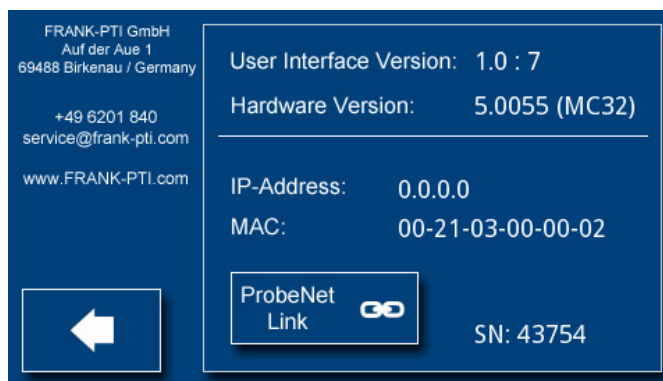 FRANK-PTI GmbH
Auf der Aue 1
69488 Birkenau / Germany
+49 6201 840
service@frank-pti.com
www.FRANK-PTI.com
User Interface Version: 1.0 : 7
Hardware Version: 5.0055 (MC32)
IP-Address: 0.0.0.0
MAC: 00-21-03-00-00-02
ProbeNet
Link
SN: 43754